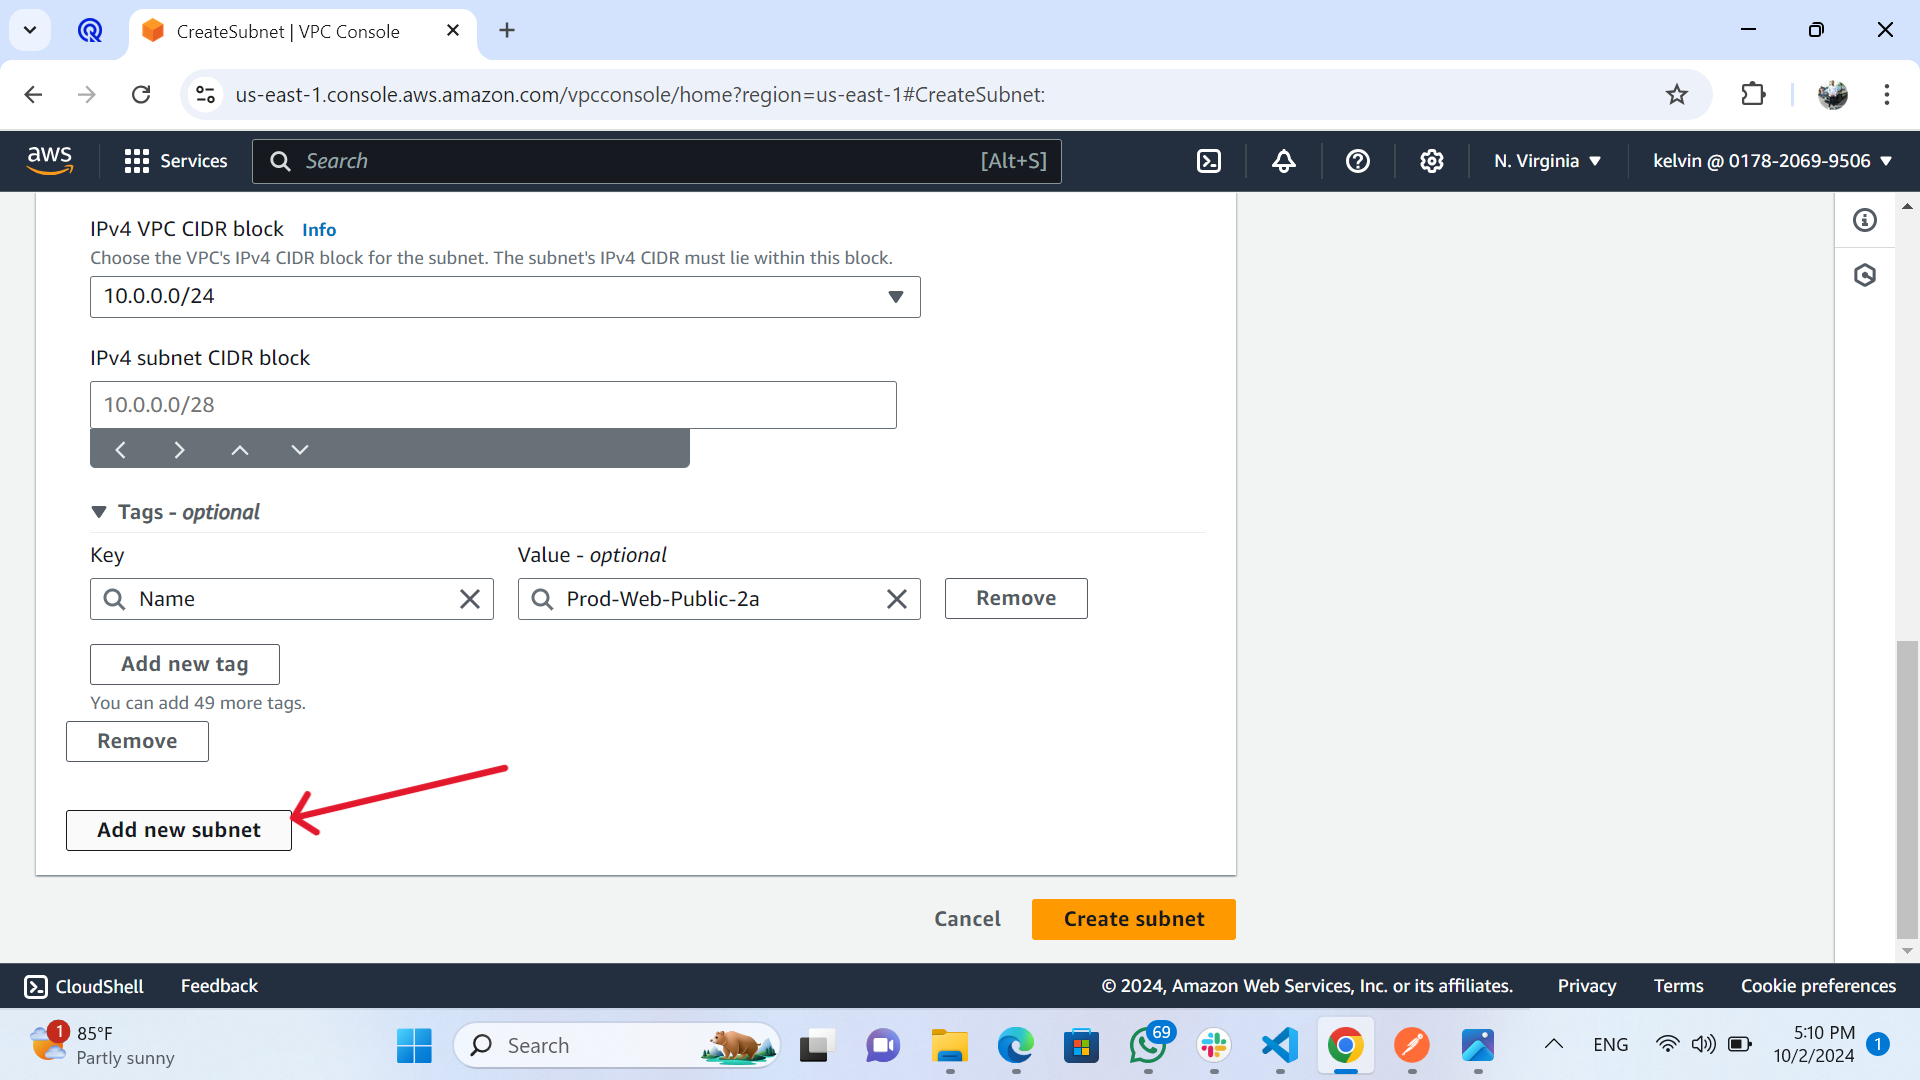 CreateSubnet | VPC Console
us-east-1.console.aws.amazon.com/vpcconsole/home?region=us-east-1#CreateSubnet:
aws
Services
Search
[Alt+S]
N. Virginia
kelvin @ 0178-2069-9506
IPv4 VPC CIDR block Info
Choose the VPC's IPv4 CIDR block for the subnet. The subnet's IPv4 CIDR must lie within this block.
10.0.0.0/24
IPv4 subnet CIDR block
10.0.0.0/28
Tags - optional
Key
Value - optional
Name
Prod-Web-Public-2a
Remove
Add new tag
You can add 49 more tags.
Remove
Add new subnet
Cancel
Create subnet
CloudShell
Feedback
© 2024, Amazon Web Services, Inc. or its affiliates.
Privacy
Terms
Cookie preferences
1
85°F
Partly sunny
Search
69
ENG
5:10 PM
10/2/2024
1